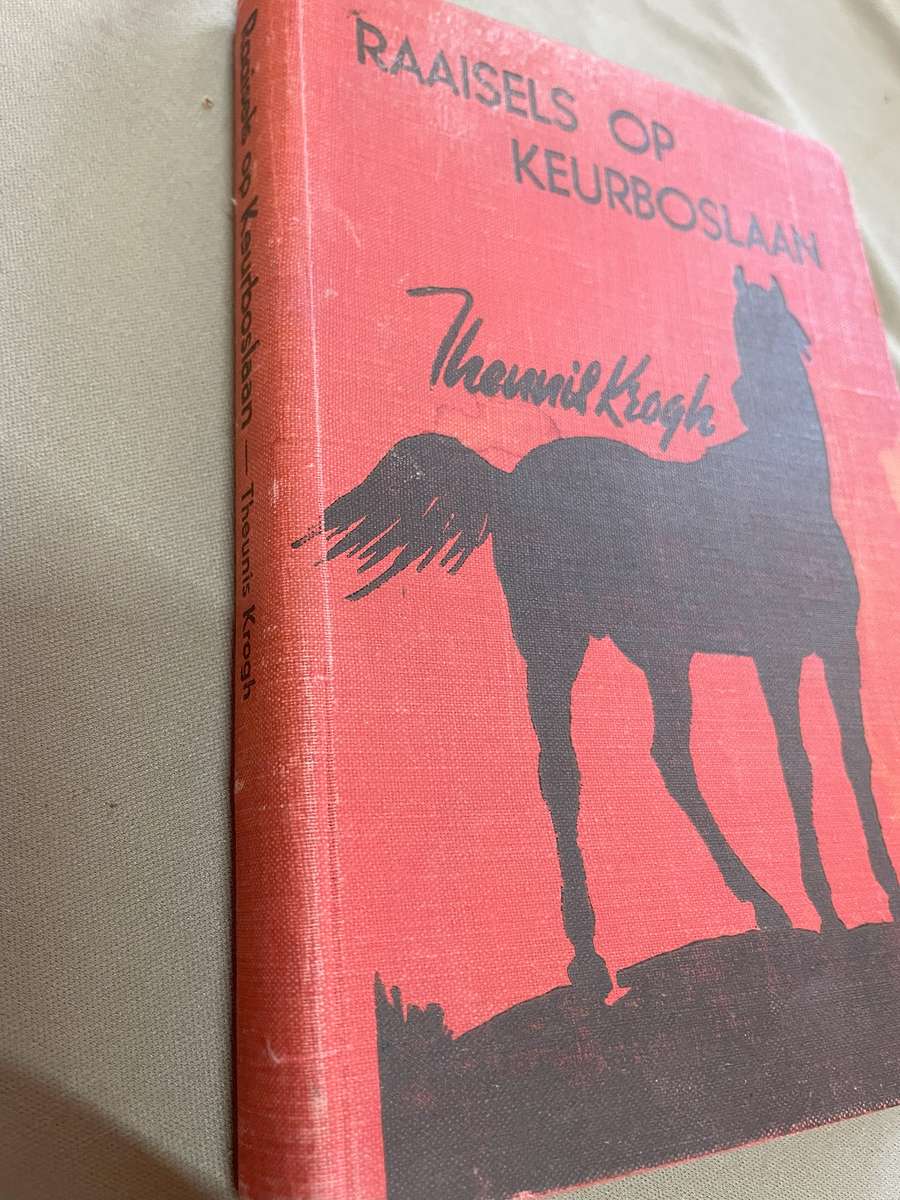 RAAISELS OP
KEURBOSLAAN
Theunis Krogh
Raaisels op Keurboslaan — Theunis Krogh